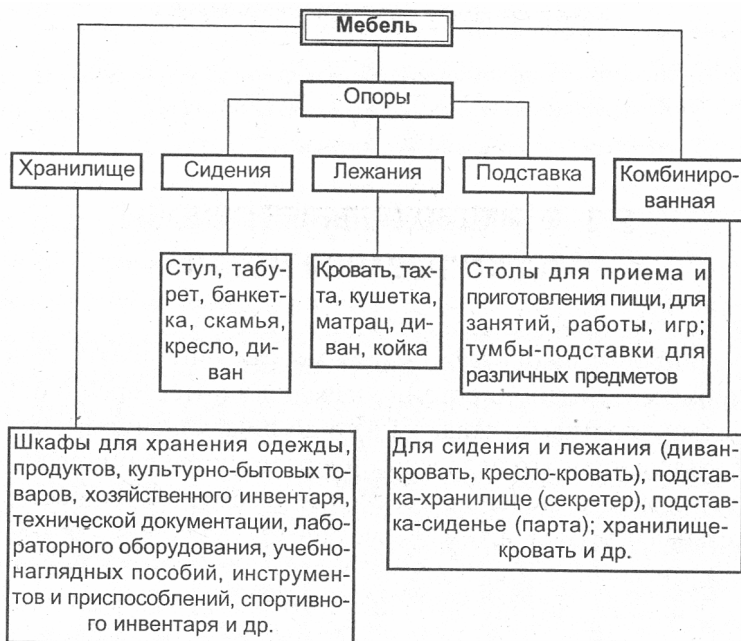 Мебель
Опоры
Хранилище
Сидения
Лежания
Подставка
Комбиниро-
ванная
Стул, табу-
рет, банкет-
ка, скамья,
кресло, ди-
ван
Кровать, тах-
та, кушетка,
матрац, ди-
ван, койка
Столы для приема и
приготовления пищи, для
занятий, работы, игр;
тумбы-подставки для
различных предметов
Шкафы для хранения одежды,
продуктов, культурно-бытовых то-
варов, хозяйственного инвентаря,
технической документации, лабо-
раторного оборудования, учебно-
наглядных пособий, инструмен-
тов и приспособлений, спортивно-
го инвентаря и др.
Для сидения и лежания (диван-
кровать, кресло-кровать), подстав-
ка-хранилище (секретер), подстав-
ка-сиденье (парта); хранилище-
кровать и др.